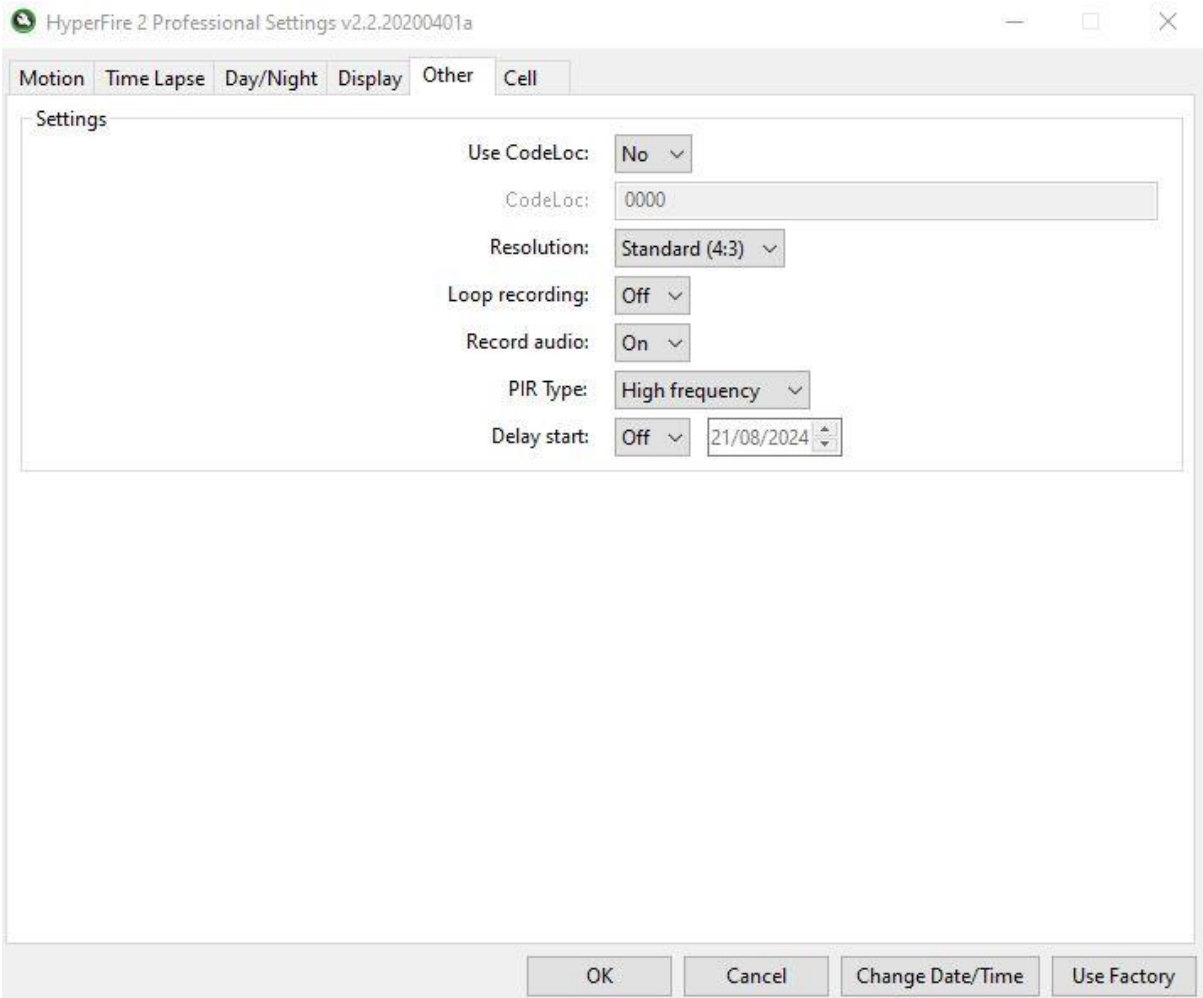 HyperFire 2 Professional Settings v2.2.20200401a
Motion Time Lapse Day/Night Display Other Cell
Settings
Use CodeLoc: No
CodeLoc: 0000
Resolution: Standard (4:3)
Loop recording: Off
Record audio: On
PIR Type: High frequency
Delay start: Off 21/08/2024
OK Cancel Change Date/Time Use Factory